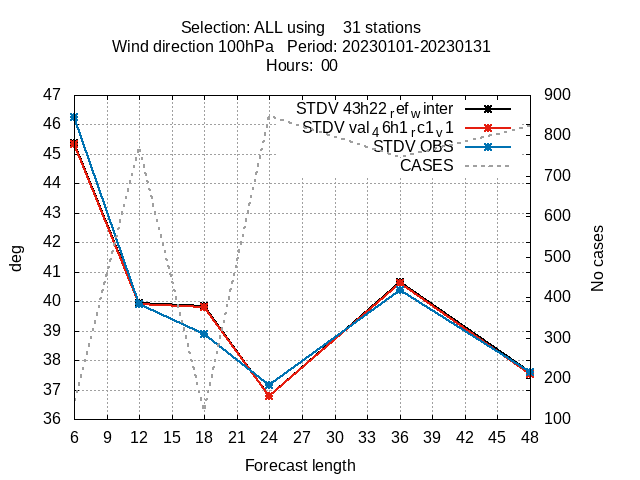 Selection: ALL using    31 stations
Wind direction 100hPa   Period: 20230101-20230131
Hours:  00
STDV 43h22ᵣef_winter
STDV val₄6h1ᵣc1ᵥ1
STDV OBS
CASES
47
46
45
44
43
42
41
40
39
38
37
36
deg
900
800
700
600
500
400
300
200
100
No cases
6 9 12 15 18 21 24 27 30 33 36 39 42 45 48
Forecast length